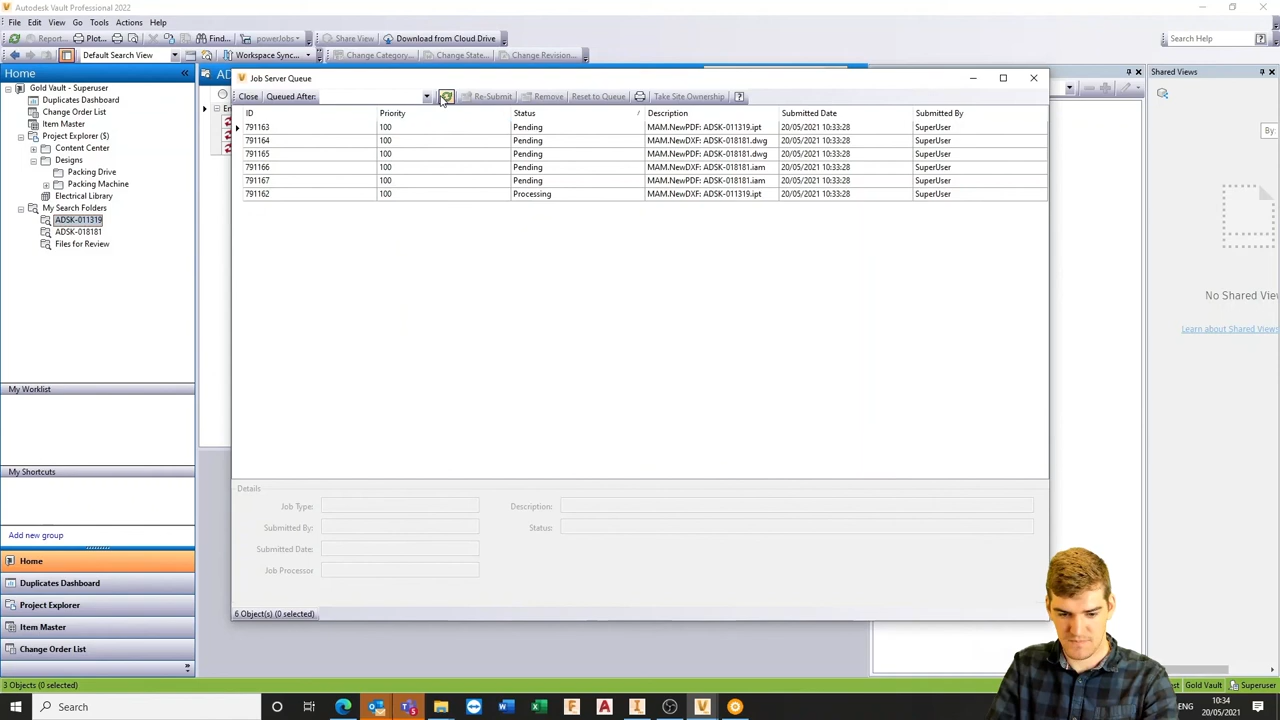 Autodesk Vault Professional 2022
File Edit View Go Tools Actions Help
Report... Plot... Find... powerJobs Share View Download from Cloud Drive Search Help
Default Search View Workspace Sync... Change Category... Change State... Change Revision...
Home
Gold Vault - Superuser
Duplicates Dashboard
Change Order List
Item Master
Project Explorer ($)
Content Center
Designs
Packing Drive
Packing Machine
Electrical Library
My Search Folders
ADSK-011319
ADSK-018181
Files for Review
My Worklist
My Shortcuts
Add new group
Home
Duplicates Dashboard
Project Explorer
Item Master
Change Order List
3 Objects (0 selected)
AD
En
Job Server Queue
Close Queued After: Re-Submit Remove Reset to Queue Take Site Ownership
ID Priority Status Description Submitted Date Submitted By
791163 100 Pending MAM.NewPDF: ADSK-011319.ipt 20/05/2021 10:33:28 SuperUser
791164 100 Pending MAM.NewDXF: ADSK-018181.dwg 20/05/2021 10:33:28 SuperUser
791165 100 Pending MAM.NewPDF: ADSK-018181.dwg 20/05/2021 10:33:28 SuperUser
791166 100 Pending MAM.NewDXF: ADSK-018181.iam 20/05/2021 10:33:28 SuperUser
791167 100 Pending MAM.NewPDF: ADSK-018181.iam 20/05/2021 10:33:28 SuperUser
791162 100 Processing MAM.NewDXF: ADSK-011319.ipt 20/05/2021 10:33:28 SuperUser
Details
Job Type: Description:
Submitted By: Status:
Submitted Date:
Job Processor
6 Object(s) (0 selected)
Shared Views
By:
No Shared Vie
Learn about Shared Views
Gold Vault Superuser
Search
10:34
20/05/2021